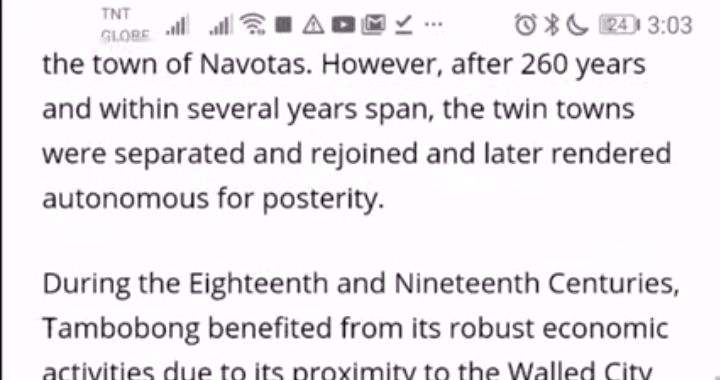 TNT
GLOBE
24 3:03
the town of Navotas. However, after 260 years
and within several years span, the twin towns
were separated and rejoined and later rendered
autonomous for posterity.
During the Eighteenth and Nineteenth Centuries,
Tambobong benefited from its robust economic
activities due to its proximity to the Walled City